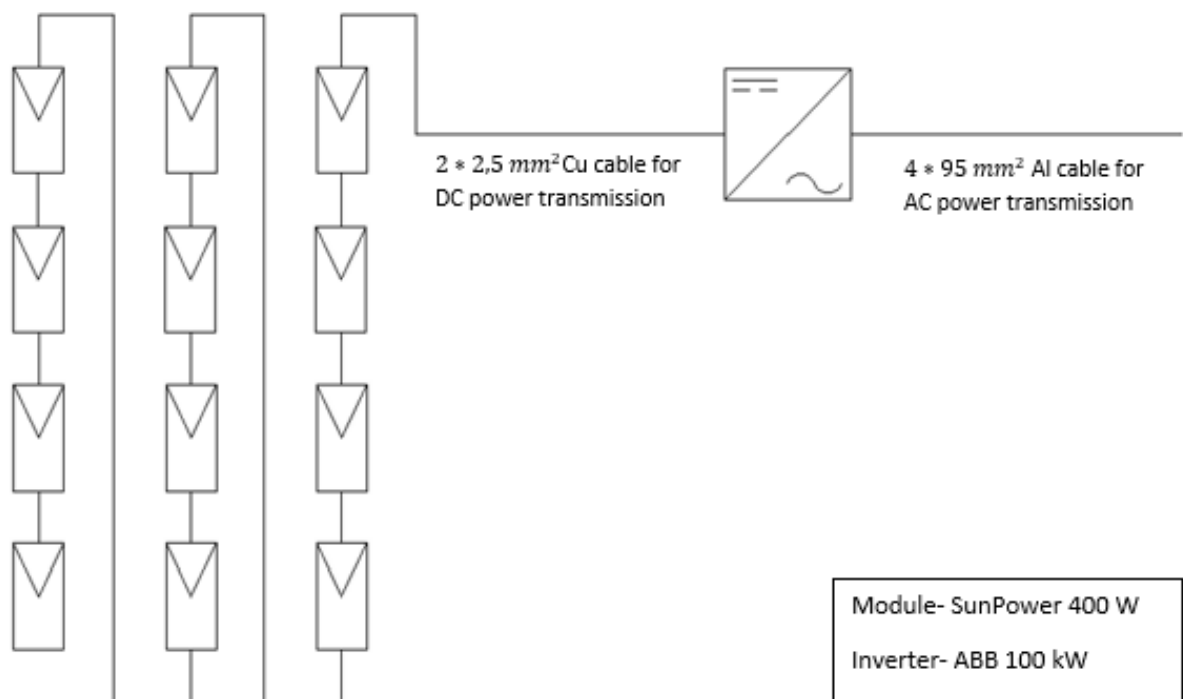 2 * 2,5 mm² Cu cable for
DC power transmission
4 * 95 mm² Al cable for
AC power transmission
Module- SunPower 400 W
Inverter- ABB 100 kW